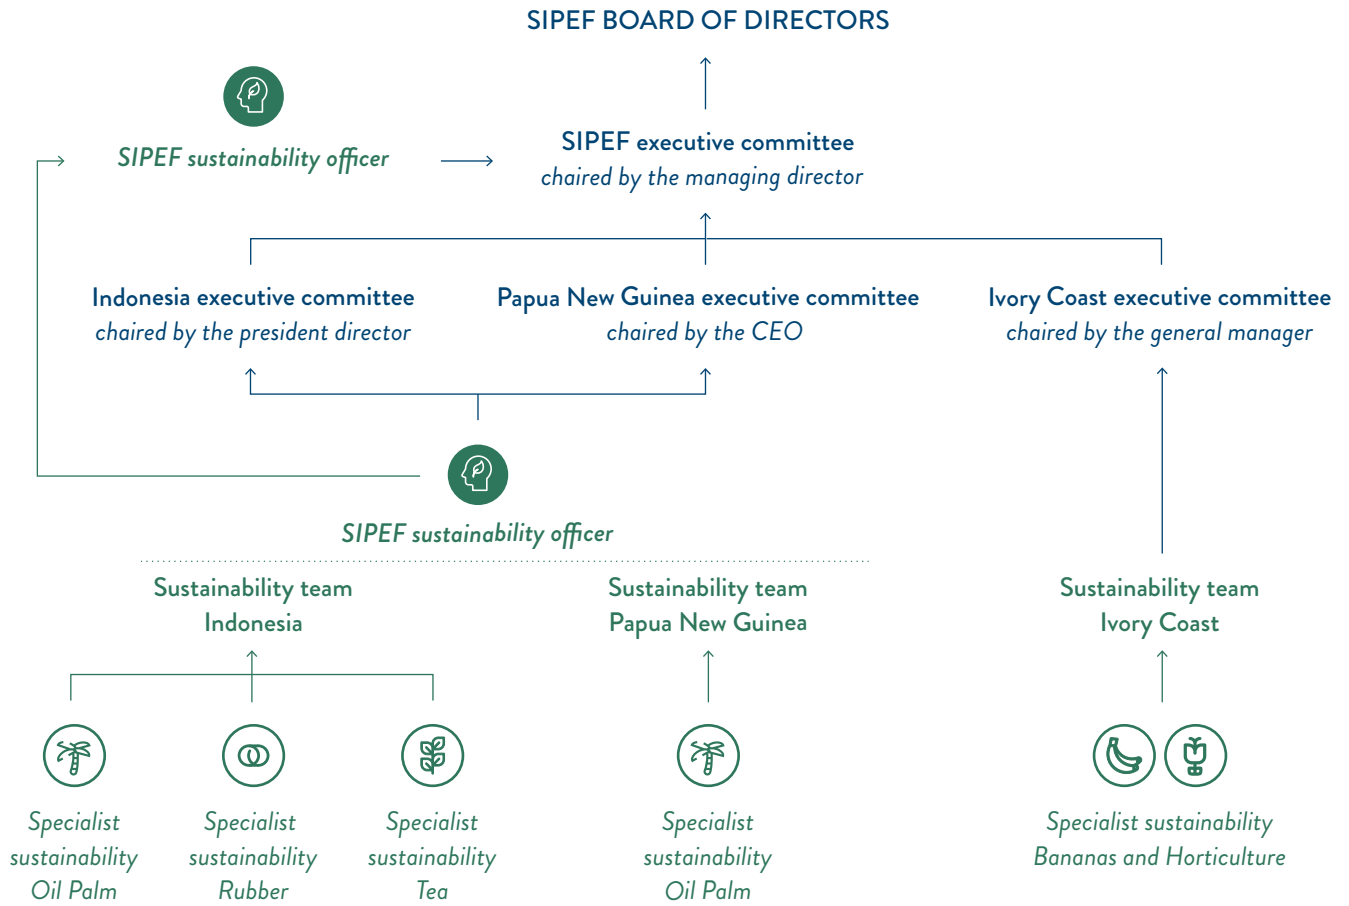 SIPEF BOARD OF DIRECTORS
SIPEF sustainability officer
SIPEF executive committee
chaired by the managing director
Indonesia executive committee
chaired by the president director
Papua New Guinea executive committee
chaired by the CEO
Ivory Coast executive committee
chaired by the general manager
SIPEF sustainability officer
Sustainability team
Indonesia
Sustainability team
Papua New Guinea
Sustainability team
Ivory Coast
Specialist
sustainability
Oil Palm
Specialist
sustainability
Rubber
Specialist
sustainability
Tea
Specialist
sustainability
Oil Palm
Specialist sustainability
Bananas and Horticulture